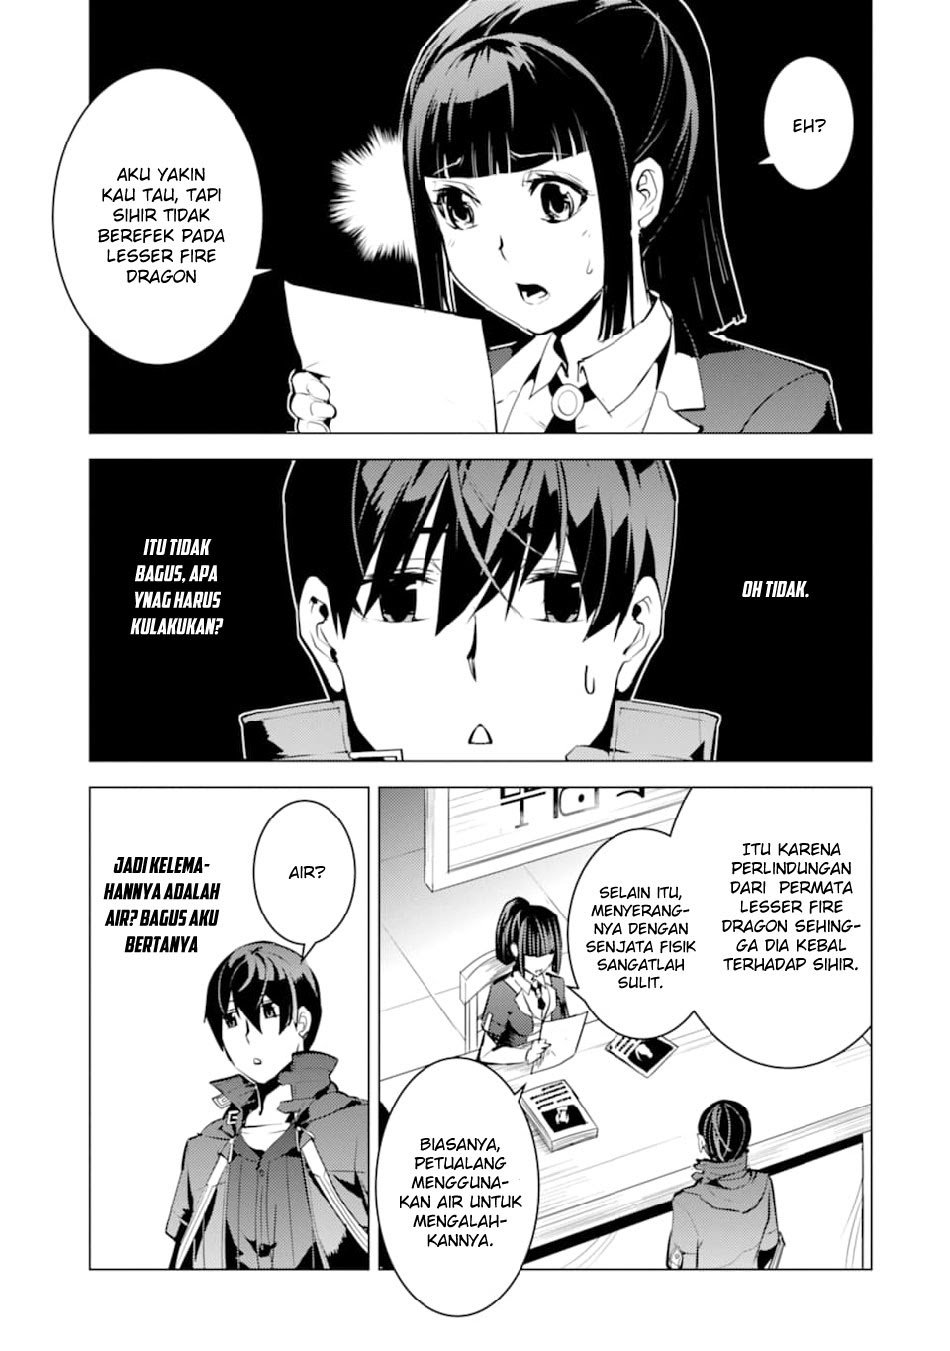 EH?
AKU YAKIN
KAU TAU, TAPI
SIHIR TIDAK
BEREFEK PADA
LESSER FIRE
DRAGON
OH TIDAK.
ITU TIDAK
BAGUS, APA
YNAG HARUS
KULAKUKAN?
ITU KARENA
PERLINDUNGAN
DARI PERMATA
LESSER FIRE
DRAGON SEHING-
GA DIA KEBAL
TERHADAP SIHIR.
SELAIN ITU,
MENYERANG-
NYA DENGAN
SENJATA FISIK
SANGATLAH
SULIT.
BIASANYA,
PETUALANG
MENGGUNA-
KAN AIR UNTUK
MENGALAH-
KANNYA.
AIR?
JADI KELEMA-
HANNYA ADALAH
AIR? BAGUS AKU
BERTANYA